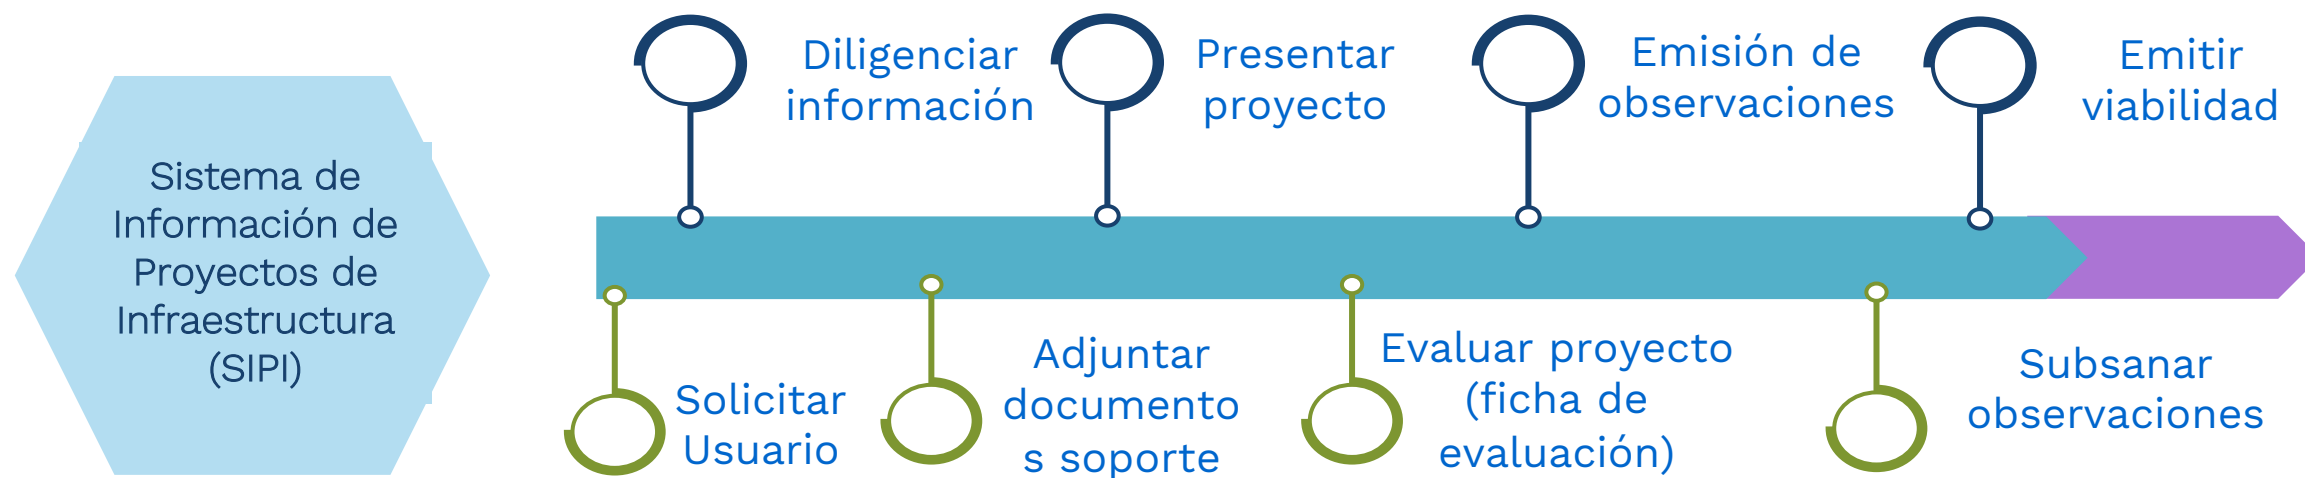 Sistema de
Información de
Proyectos de
Infraestructura
(SIPI)
Diligenciar
información
Presentar
proyecto
Emisión de
observaciones
Emitir
viabilidad
Solicitar
Usuario
Adjuntar
documento
s soporte
Evaluar proyecto
(ficha de
evaluación)
Subsanar
observaciones